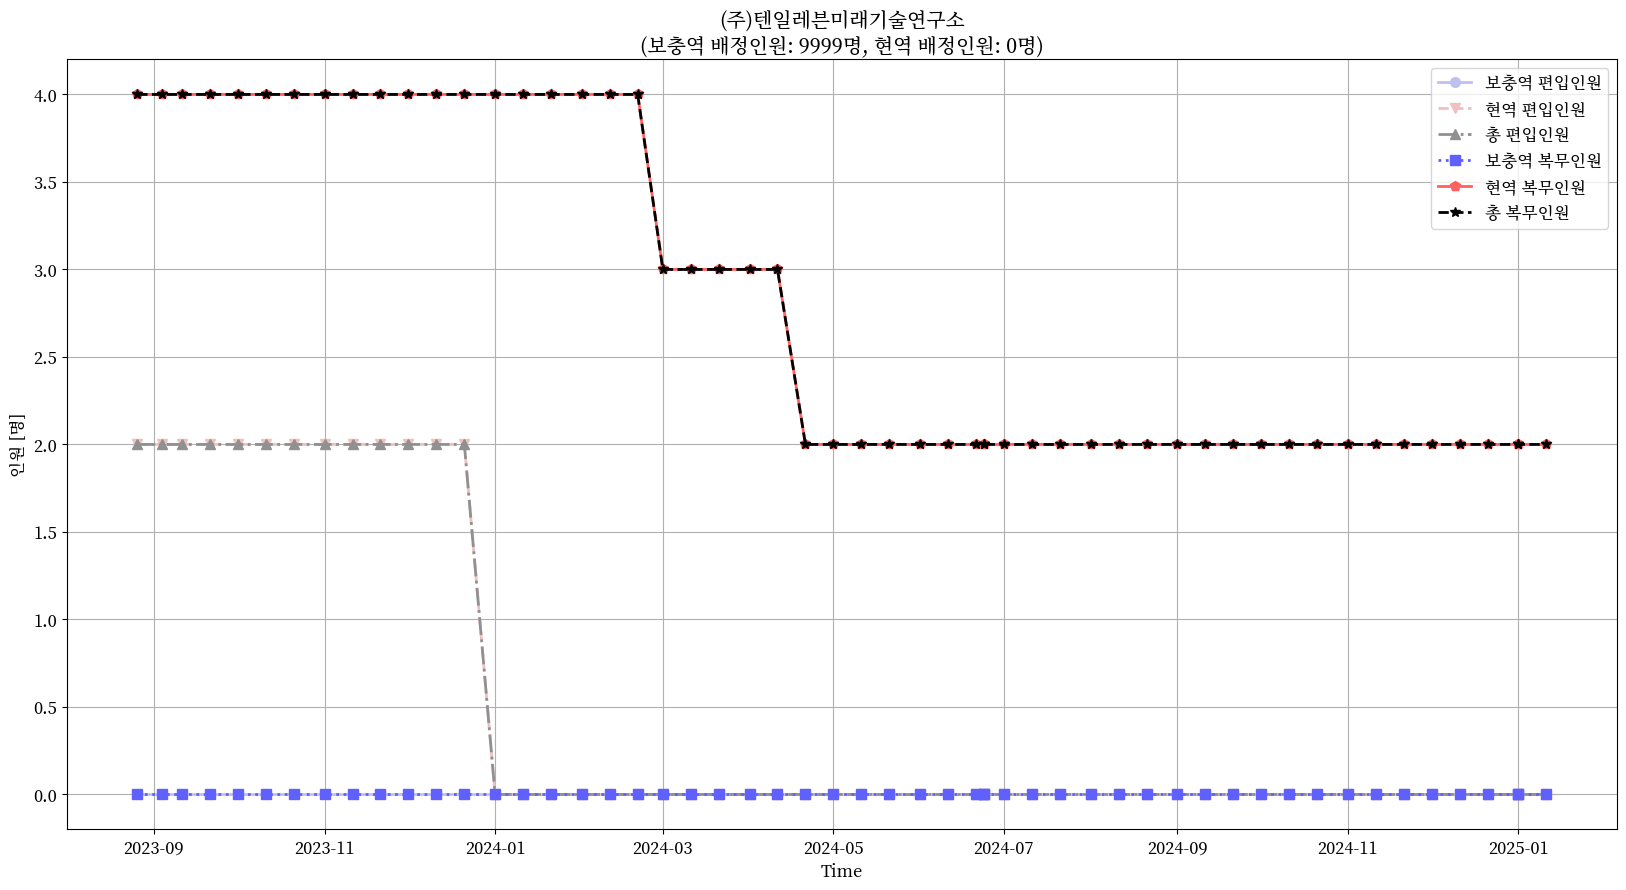 (주)텐일레븐미래기술연구소
(보충역 배정인원: 9999명, 현역 배정인원: 0명)
보충역 편입인원
현역 편입인원
총 편입인원
보충역 복무인원
현역 복무인원
총 복무인원
인원 [명]
4.0
3.5
3.0
2.5
2.0
1.5
1.0
0.5
0.0
2023-09 2023-11 2024-01 2024-03 2024-05 2024-07 2024-09 2024-11 2025-01
Time